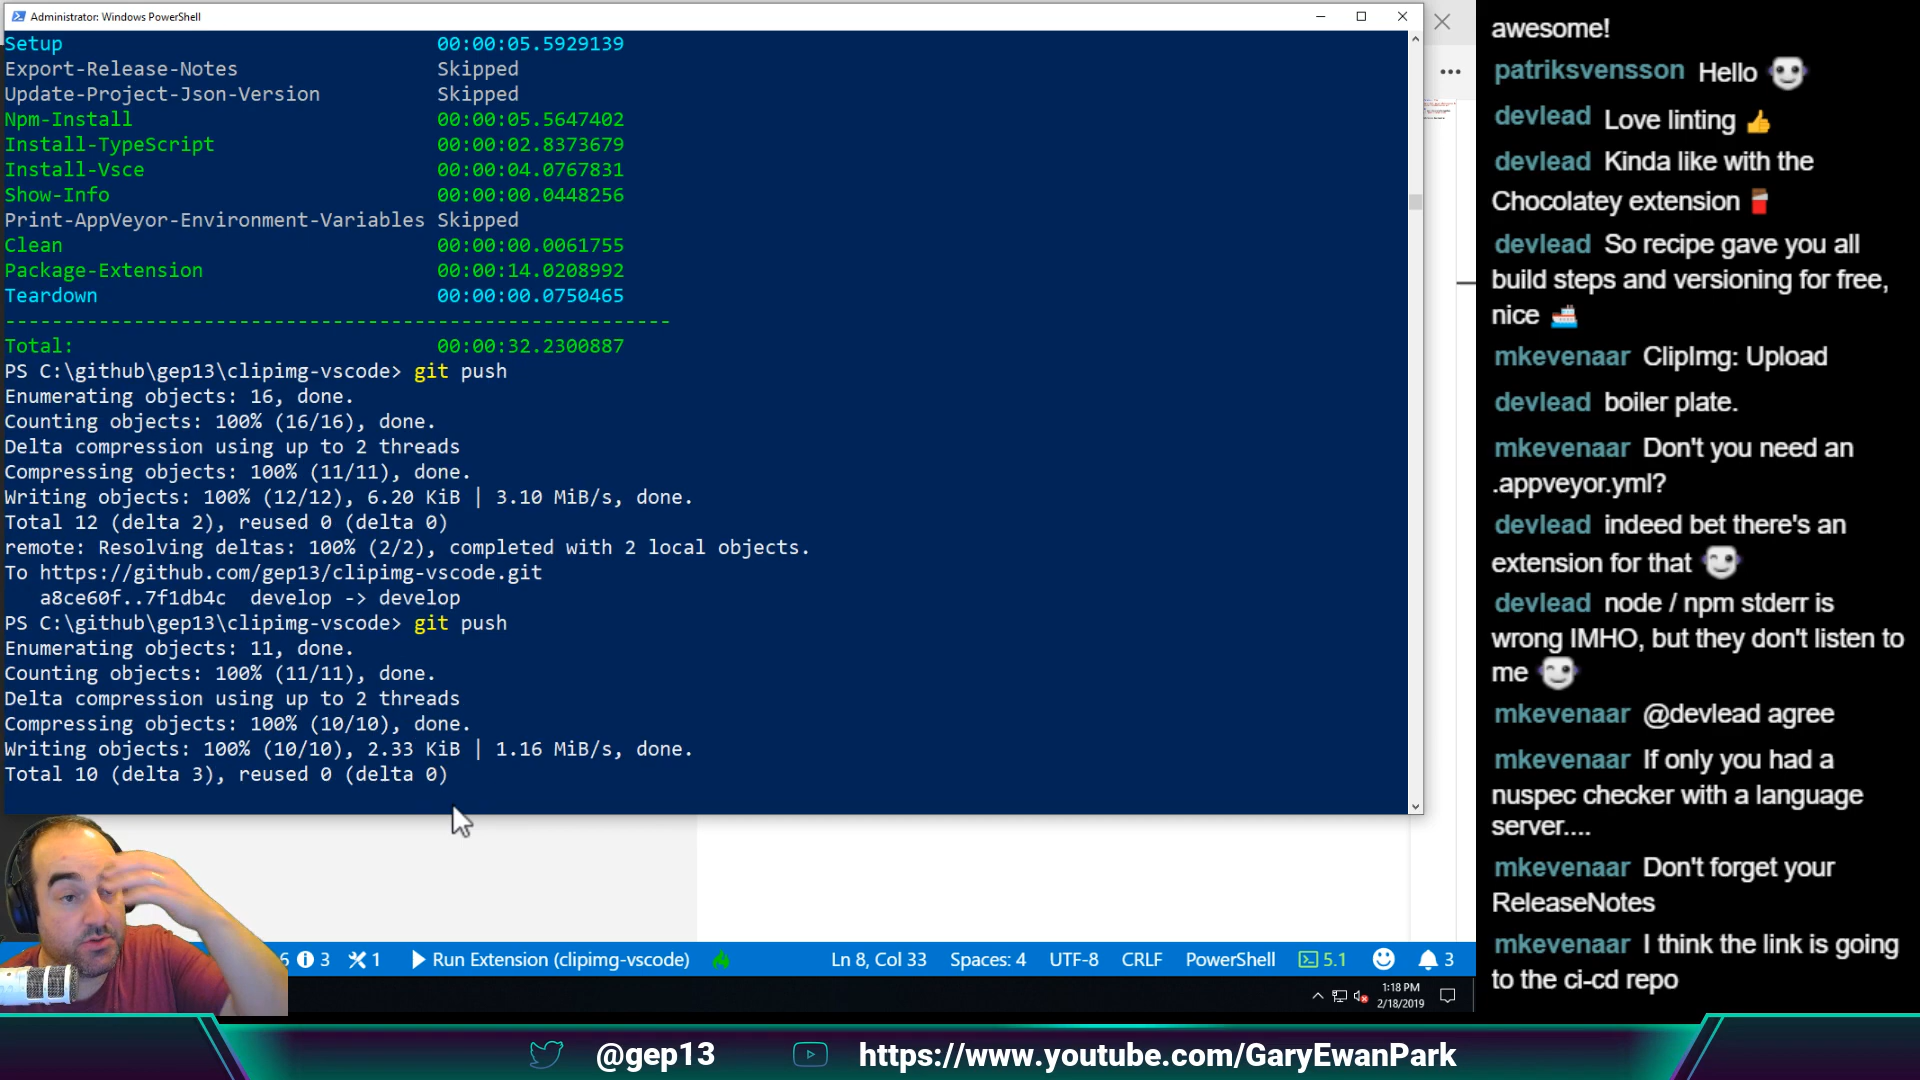 Administrator: Windows PowerShell
Setup 00:00:05.5929139
Export-Release-Notes Skipped
Update-Project-Json-Version Skipped
Npm-Install 00:00:05.5647402
Install-TypeScript 00:00:02.8373679
Install-Vsce 00:00:04.0767831
Show-Info 00:00:00.0448256
Print-AppVeyor-Environment-Variables Skipped
Clean 00:00:00.0061755
Package-Extension 00:00:14.0208992
Teardown 00:00:00.0750465
---------------------------------------------------------
Total: 00:00:32.2300887
PS C:\github\gep13\clipimg-vscode> git push
Enumerating objects: 16, done.
Counting objects: 100% (16/16), done.
Delta compression using up to 2 threads
Compressing objects: 100% (11/11), done.
Writing objects: 100% (12/12), 6.20 KiB | 3.10 MiB/s, done.
Total 12 (delta 2), reused 0 (delta 0)
remote: Resolving deltas: 100% (2/2), completed with 2 local objects.
To https://github.com/gep13/clipimg-vscode.git
a8ce60f..7f1db4c develop -> develop
PS C:\github\gep13\clipimg-vscode> git push
Enumerating objects: 11, done.
Counting objects: 100% (11/11), done.
Delta compression using up to 2 threads
Compressing objects: 100% (10/10), done.
Writing objects: 100% (10/10), 2.33 KiB | 1.16 MiB/s, done.
Total 10 (delta 3), reused 0 (delta 0)
6 3 1 Run Extension (clipimg-vscode) Ln 8, Col 33 Spaces: 4 UTF-8 CRLF PowerShell 5.1 3
1:18 PM
2/18/2019
awesome!
patriksvensson Hello
devlead Love linting 👍
devlead Kinda like with the
Chocolatey extension 🍫
devlead So recipe gave you all
build steps and versioning for free,
nice 🚢
mkevenaar ClipImg: Upload
devlead boiler plate.
mkevenaar Don't you need an
.appveyor.yml?
devlead indeed bet there's an
extension for that
devlead node / npm stderr is
wrong IMHO, but they don't listen to
me
mkevenaar @devlead agree
mkevenaar If only you had a
nuspec checker with a language
server....
mkevenaar Don't forget your
ReleaseNotes
mkevenaar I think the link is going
to the ci-cd repo
@gep13 https://www.youtube.com/GaryEwanPark